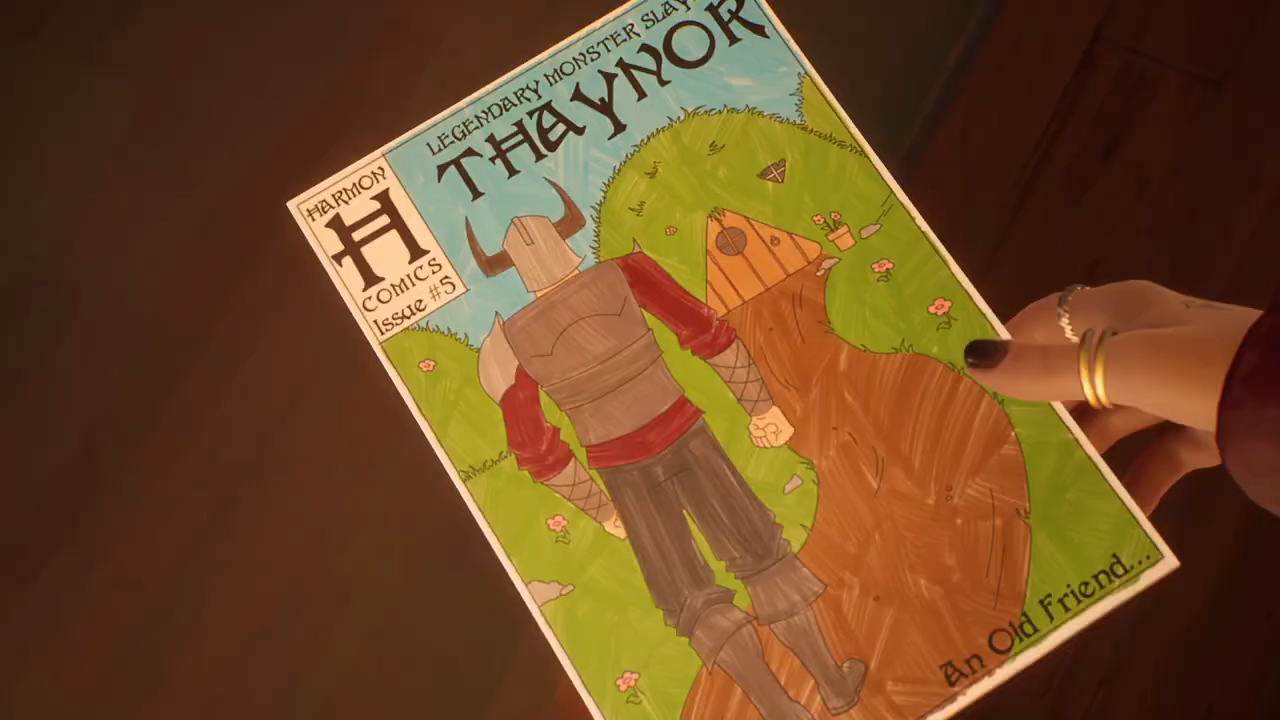 LEGENDARY MONSTER
THAYNOR
HARMON
H
COMICS
Issue #5
An Old Friend...